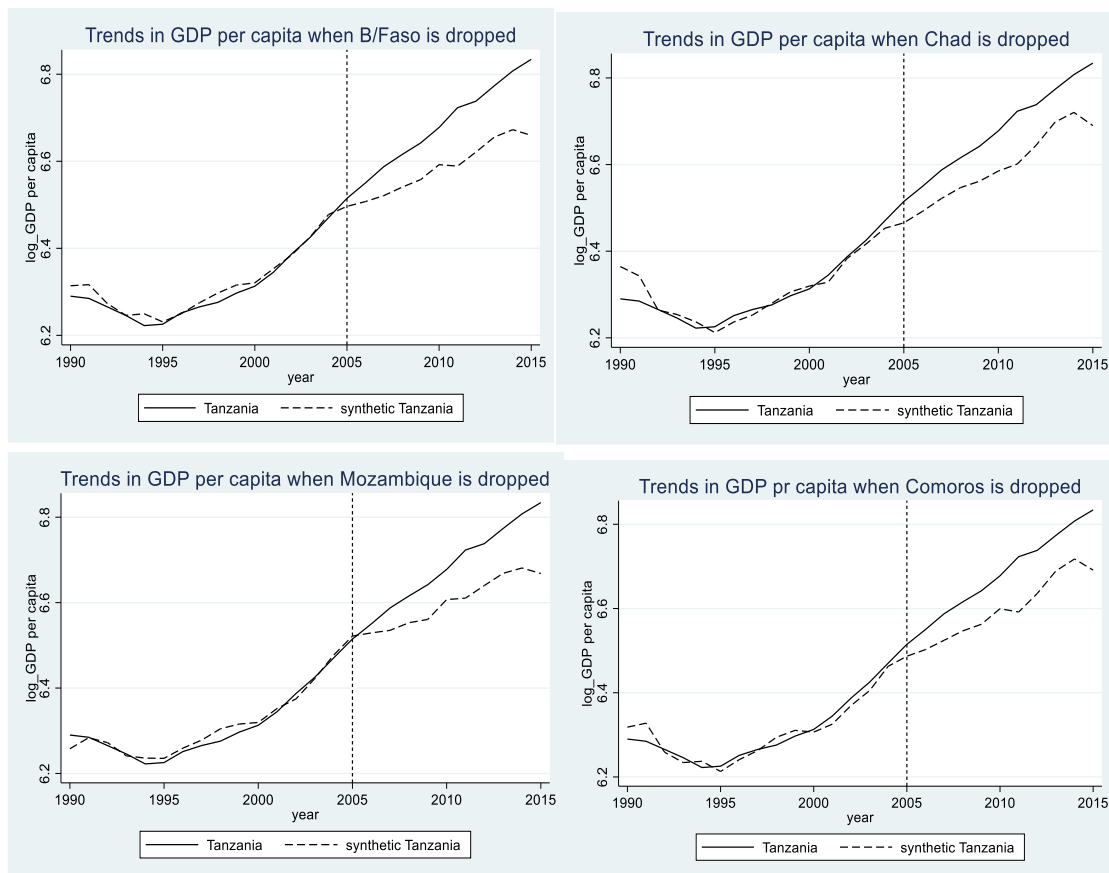 Trends in GDP per capita when B/Faso is dropped
log_GDP per capita
6.8
6.6
6.4
6.2
1990 1995 2000 2005 2010 2015
year
Tanzania synthetic Tanzania
Trends in GDP per capita when Chad is dropped
log_GDP per capita
6.8
6.6
6.4
6.2
1990 1995 2000 2005 2010 2015
year
Tanzania synthetic Tanzania
Trends in GDP per capita when Mozambique is dropped
log_GDP per capita
6.8
6.6
6.4
6.2
1990 1995 2000 2005 2010 2015
year
Tanzania synthetic Tanzania
Trends in GDP pr capita when Comoros is dropped
log_GDP per capita
6.8
6.6
6.4
6.2
1990 1995 2000 2005 2010 2015
year
Tanzania synthetic Tanzania